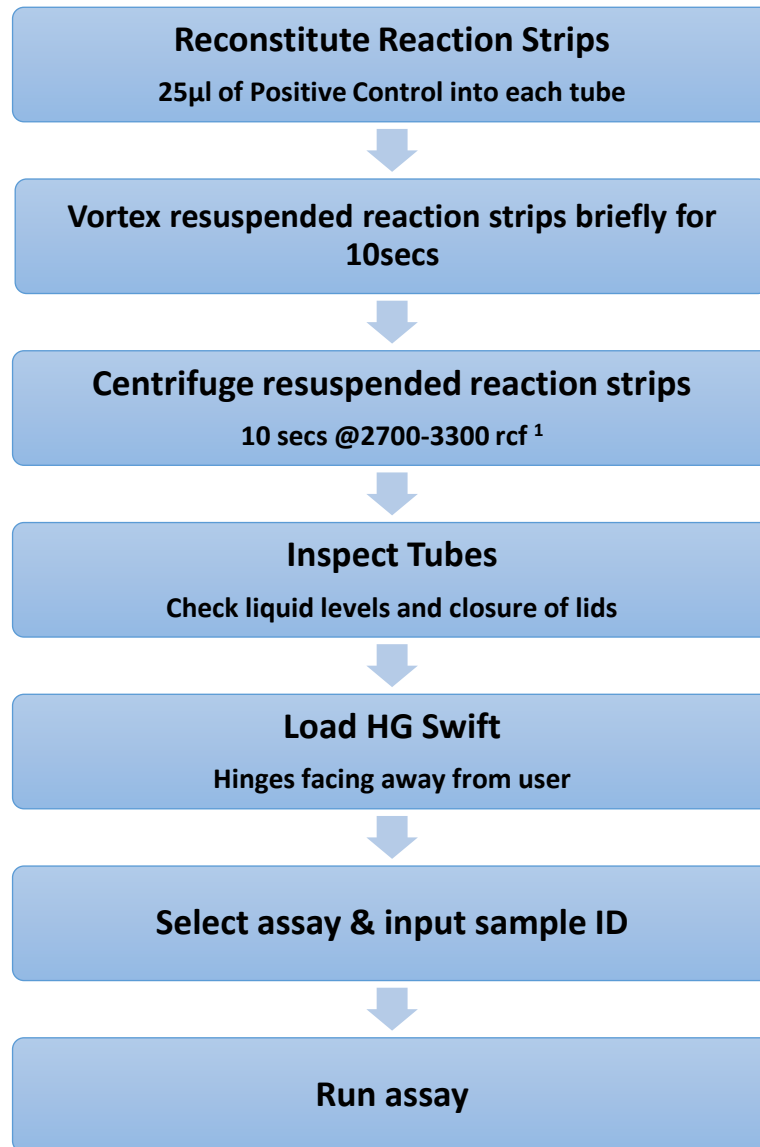 Reconstitute Reaction Strips
25µl of Positive Control into each tube
Vortex resuspended reaction strips briefly for
10secs
Centrifuge resuspended reaction strips
10 secs @2700-3300 rcf ¹
Inspect Tubes
Check liquid levels and closure of lids
Load HG Swift
Hinges facing away from user
Select assay & input sample ID
Run assay